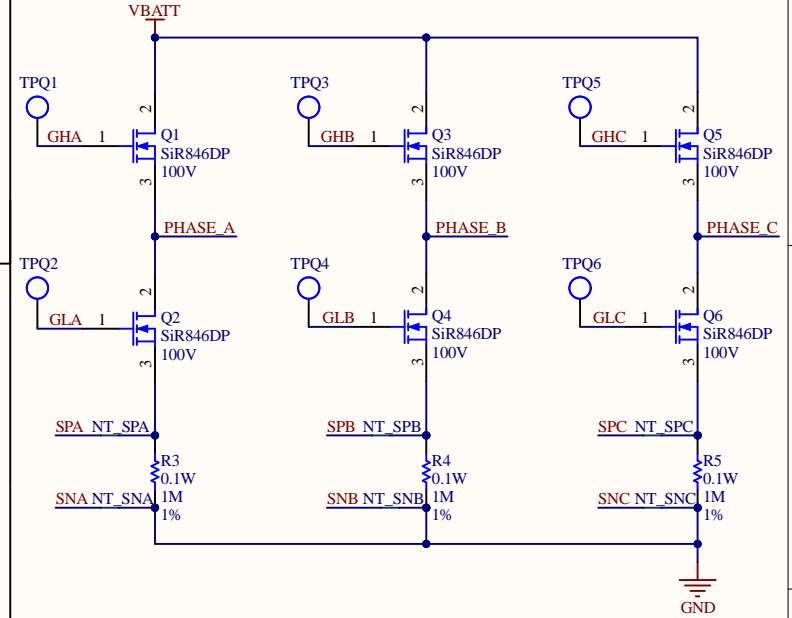 VBATT
TPQ1
TPQ3
TPQ5
2
2
2
GHA 1
Q1
SiR846DP
100V
GHB 1
Q3
SiR846DP
100V
GHC 1
Q5
SiR846DP
100V
3
3
3
PHASE_A
PHASE_B
PHASE_C
TPQ2
TPQ4
TPQ6
2
2
2
GLA 1
Q2
SiR846DP
100V
GLB 1
Q4
SiR846DP
100V
GLC 1
Q6
SiR846DP
100V
3
3
3
SPA NT_SPA
SPB NT_SPB
SPC NT_SPC
R3
0.1W
1M
1%
R4
0.1W
1M
1%
R5
0.1W
1M
1%
SNA NT_SNA
SNB NT_SNB
SNC NT_SNC
GND